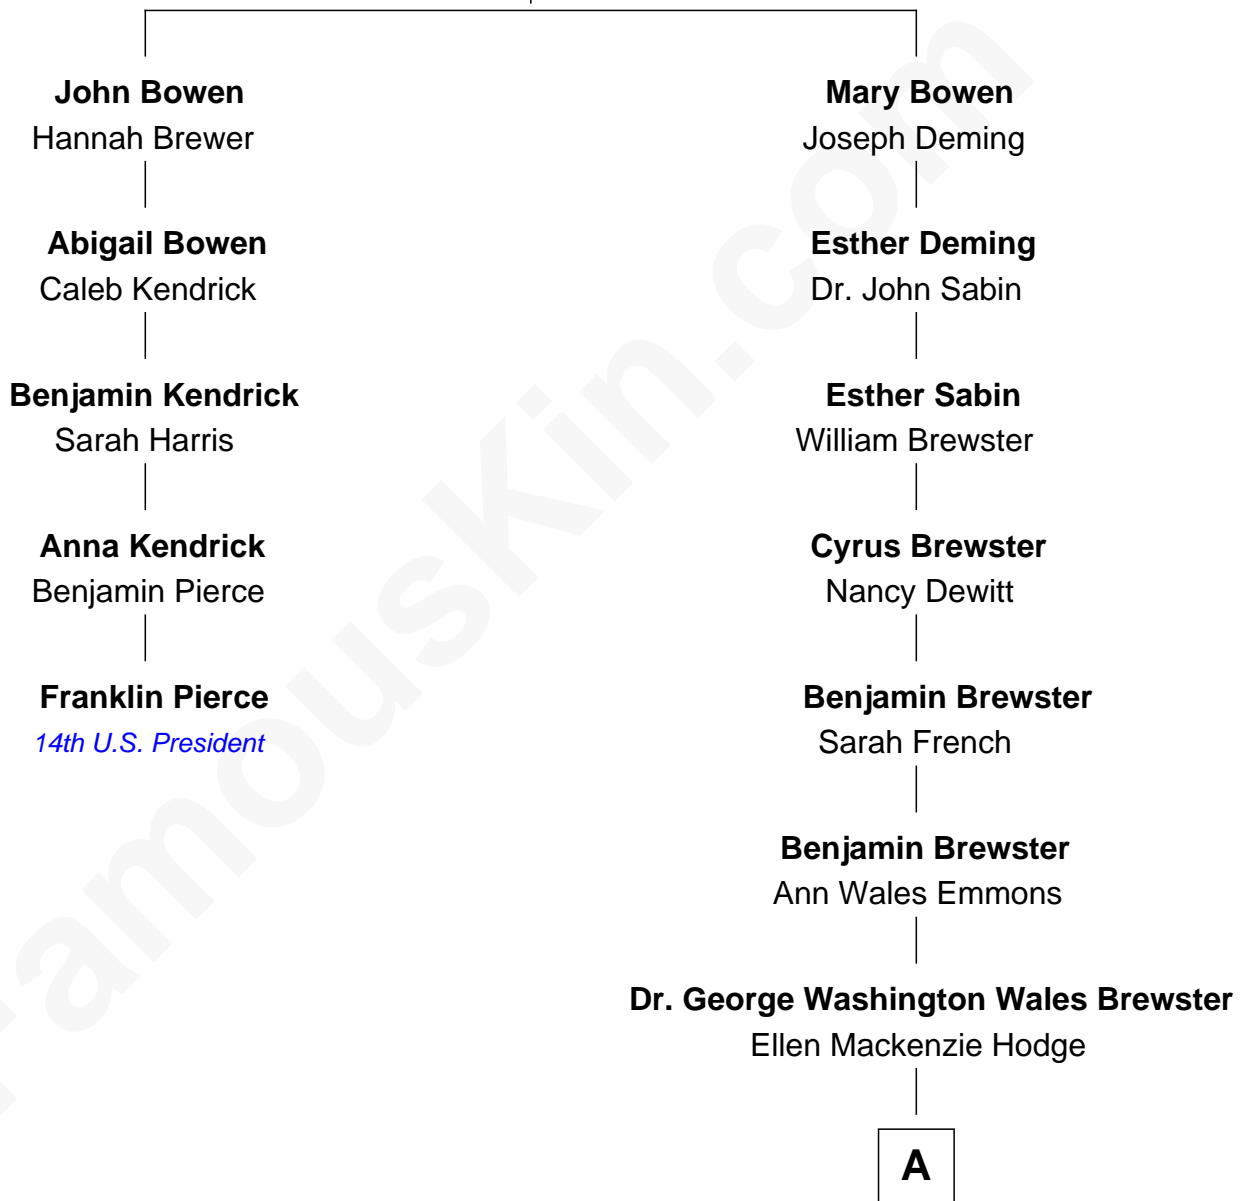 John Bowen
Hannah Brewer
Abigail Bowen
Caleb Kendrick
Benjamin Kendrick
Sarah Harris
Anna Kendrick
Benjamin Pierce
Franklin Pierce
14th U.S. President
Mary Bowen
Joseph Deming
Esther Deming
Dr. John Sabin
Esther Sabin
William Brewster
Cyrus Brewster
Nancy Dewitt
Benjamin Brewster
Sarah French
Benjamin Brewster
Ann Wales Emmons
Dr. George Washington Wales Brewster
Ellen Mackenzie Hodge
A
FamousKin.com